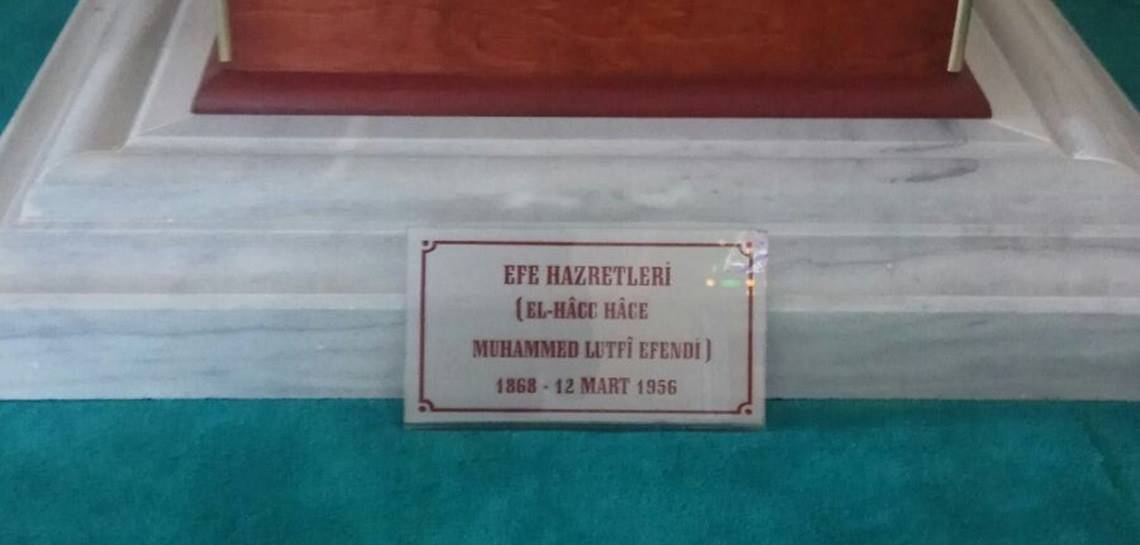 EFE HAZRETLERİ
(EL-HÂCC HÂCE
MUHAMMED LUTFÎ EFENDİ)
1868 - 12 MART 1956